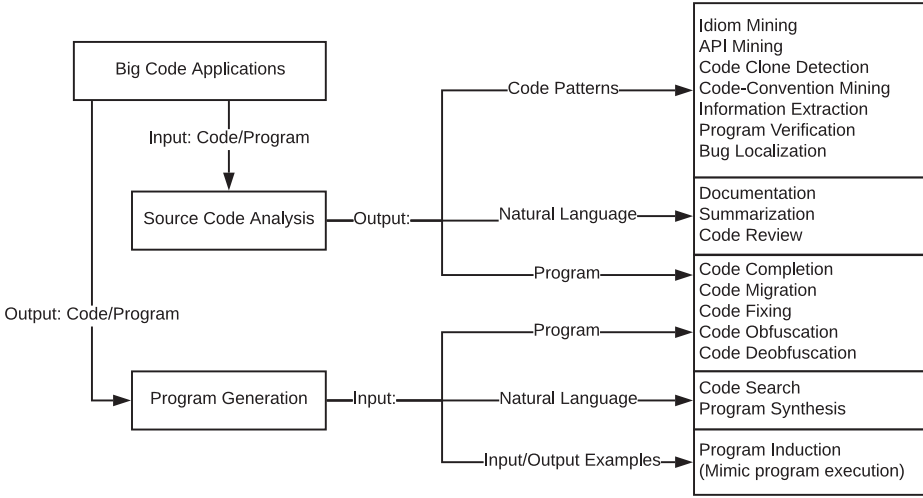 Big Code Applications
Input: Code/Program
Source Code Analysis
Output:
Code Patterns
Idiom Mining
API Mining
Code Clone Detection
Code-Convention Mining
Information Extraction
Program Verification
Bug Localization
Natural Language
Documentation
Summarization
Code Review
Program
Code Completion
Code Migration
Code Fixing
Code Obfuscation
Code Deobfuscation
Output: Code/Program
Program Generation
Input:
Program
Natural Language
Code Search
Program Synthesis
Input/Output Examples
Program Induction
(Mimic program execution)